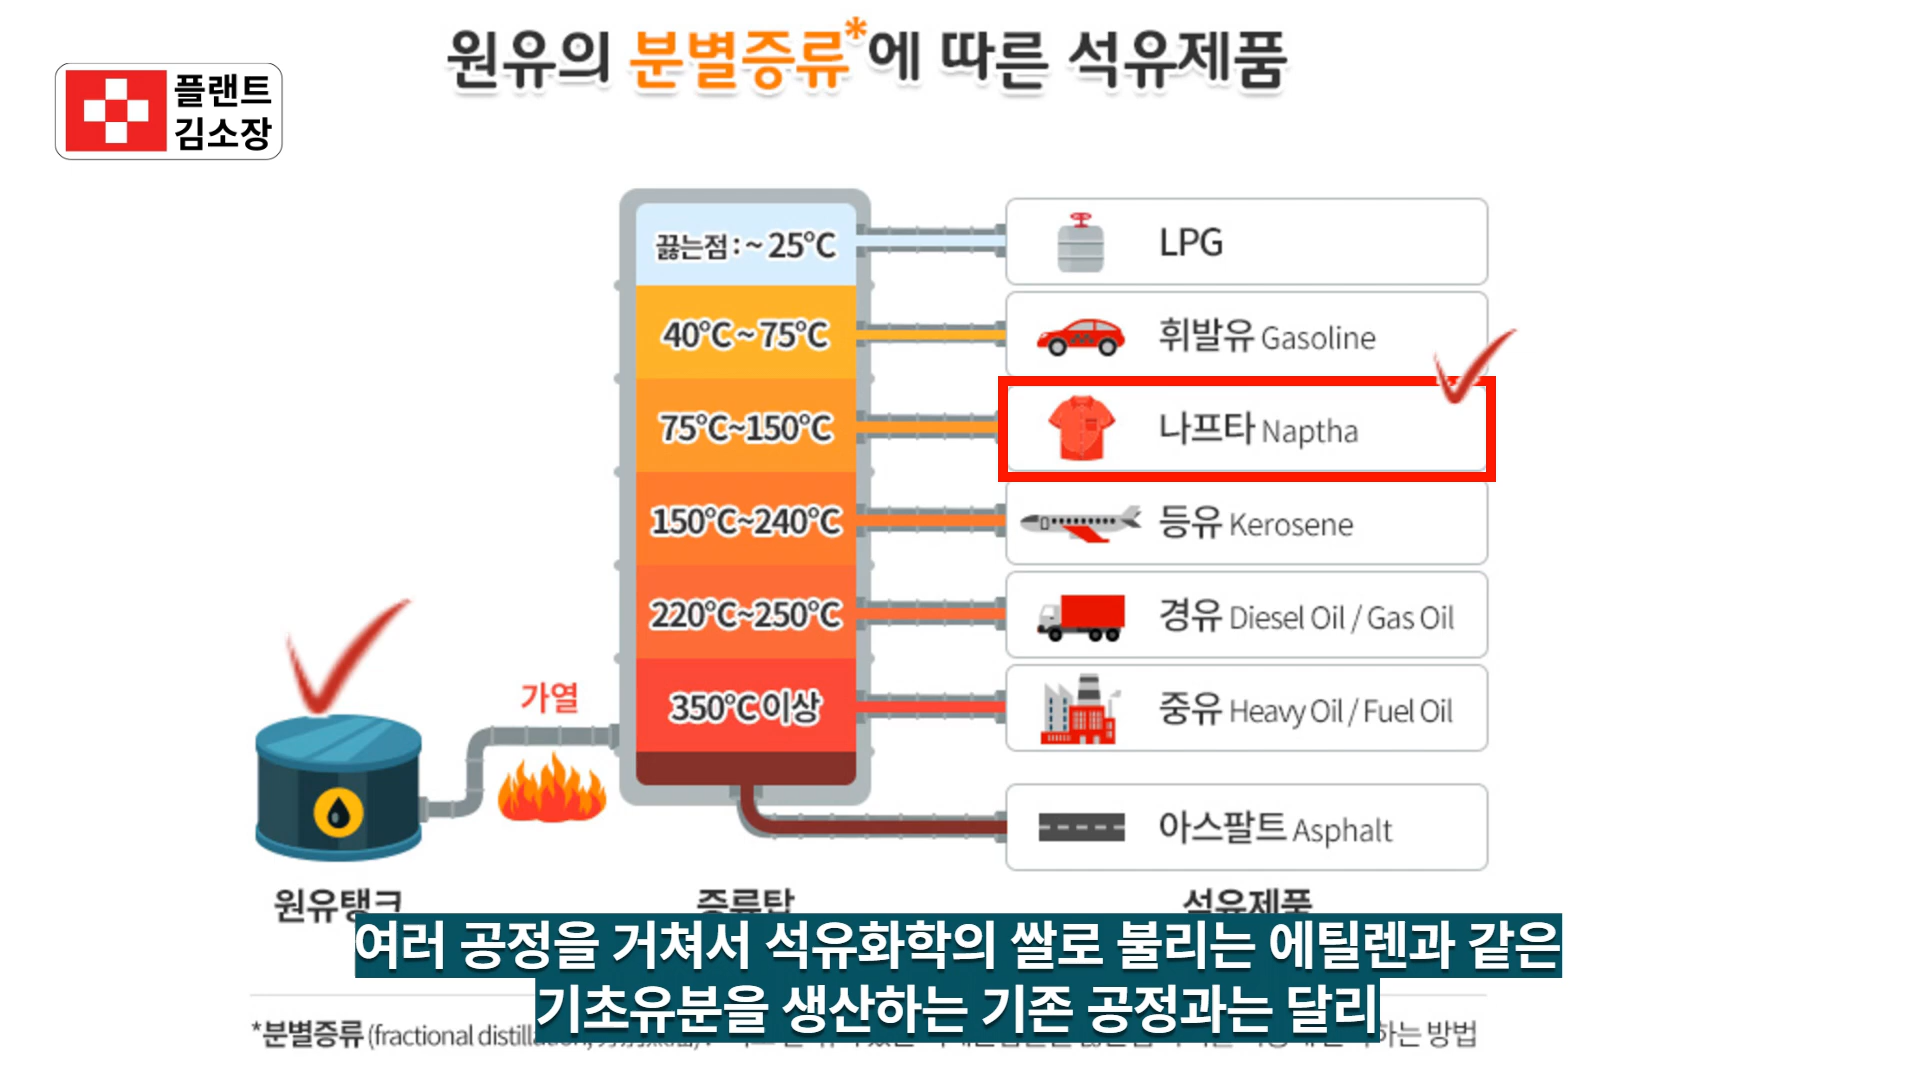 원유의 분별증류*에 따른 석유제품
플랜트
김소장
끓는점 : ~ 25°C
LPG
40°C ~ 75°C
휘발유 Gasoline
75°C~150°C
나프타 Naptha
150°C~240°C
등유 Kerosene
220°C~250°C
경유 Diesel Oil / Gas Oil
가열
350°C 이상
중유 Heavy Oil / Fuel Oil
아스팔트 Asphalt
원유탱크
증류탑
석유제품
여러 공정을 거쳐서 석유화학의 쌀로 불리는 에틸렌과 같은
기초유분을 생산하는 기존 공정과는 달리
*분별증류 (fractional distillation, 하는 방법